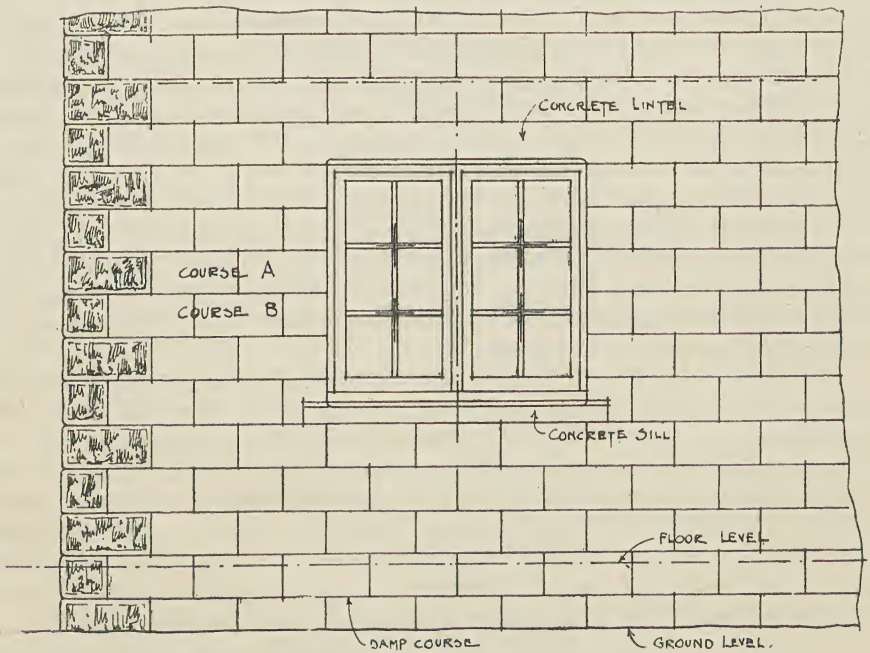 CONCRETE LINTEL
COURSE A
COURSE B
CONCRETE SILL
FLOOR LEVEL
DAMP COURSE
GROUND LEVEL.